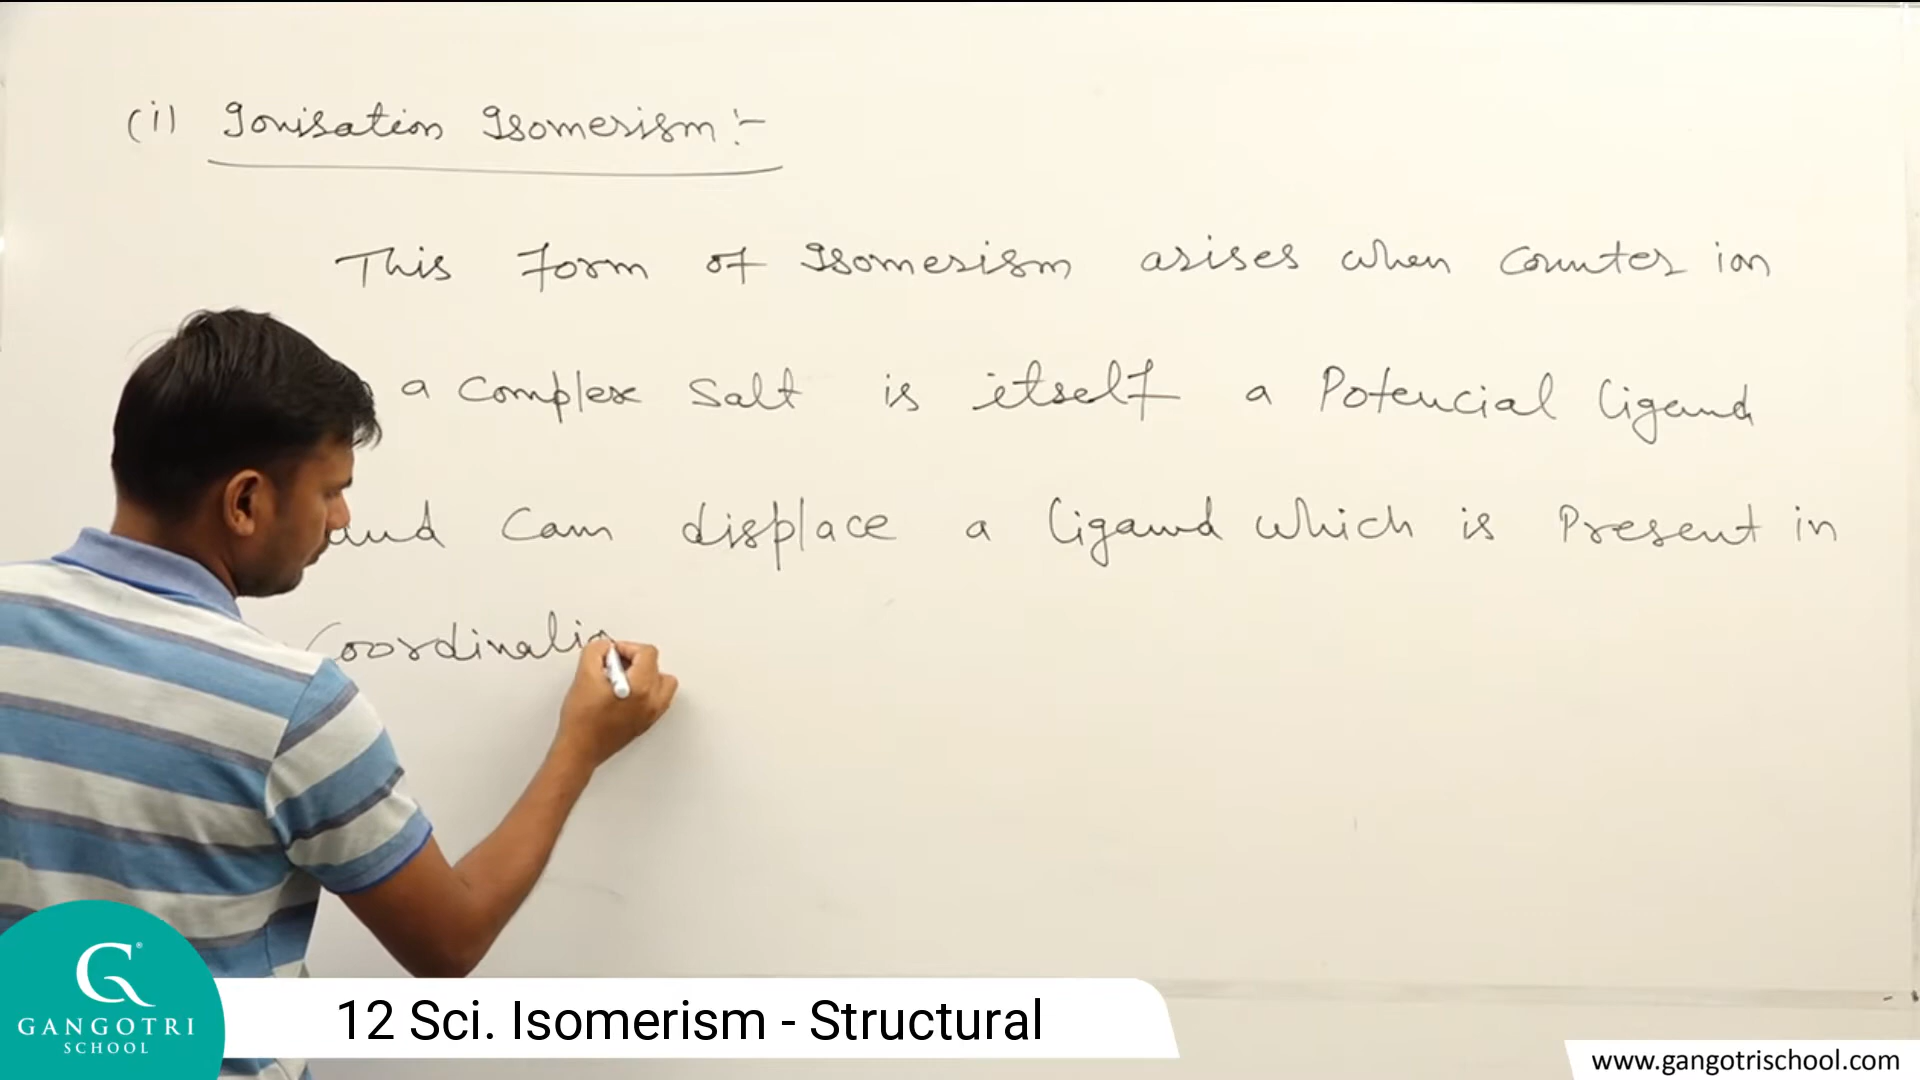 (i) Ionisation Isomerism :-
This form of Isomerism arises when counter ion
a complex salt is itself a Potencial ligand
and can displace a ligand which is Present in
Coordinatio
G®
GANGOTRI
SCHOOL
12 Sci. Isomerism - Structural
www.gangotrischool.com